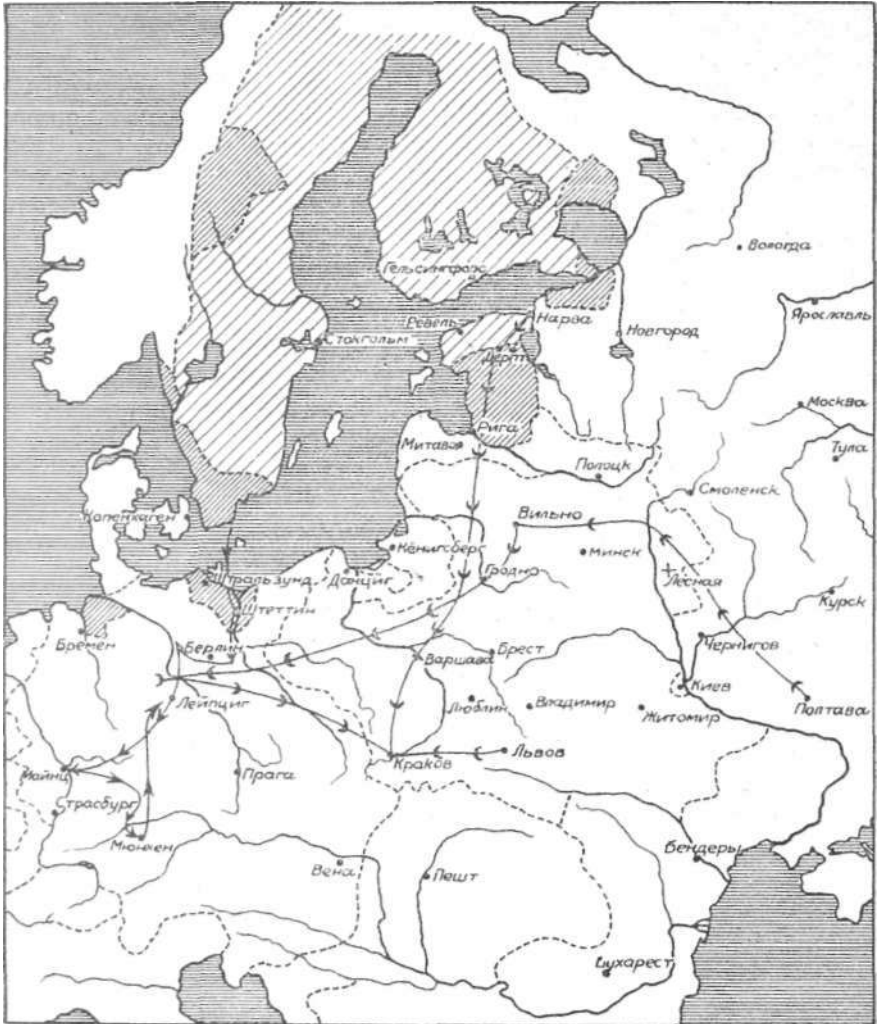 Вологда
Гельсингфорс
Ярославль
Ревель
Нарва
Новгород
Стокгольм
Дерпт
Москва
Рига
Митава
Тула
Полоцк
Смоленск
Копенхаген
Вильно
Кёнигсберг
Минск
Штральзунд
Данциг
Гродно
Лесная
Штеттин
Курск
Бремен
Берлин
Варшава
Брест
Чернигов
Киев
Лейпциг
Люблин
Владимир
Житомир
Полтава
Майнц
Прага
Краков
Львов
Страсбург
Мюнхен
Вена
Пешт
Бендеры
Бухарест